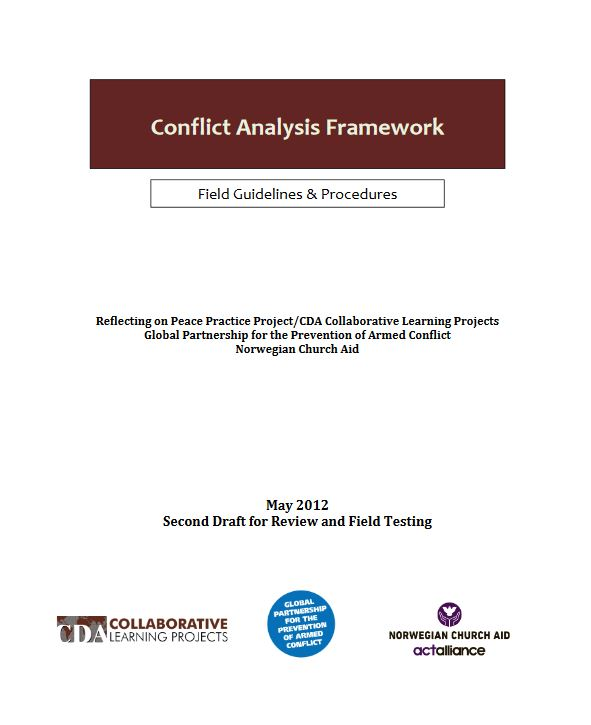 Conflict Analysis Framework
Field Guidelines & Procedures
Reflecting on Peace Practice Project/CDA Collaborative Learning Projects
Global Partnership for the Prevention of Armed Conflict
Norwegian Church Aid
May 2012
Second Draft for Review and Field Testing
CDA COLLABORATIVE
LEARNING PROJECTS
GLOBAL
PARTNERSHIP
FOR THE
PREVENTION
OF ARMED
CONFLICT
NORWEGIAN CHURCH AID
actalliance